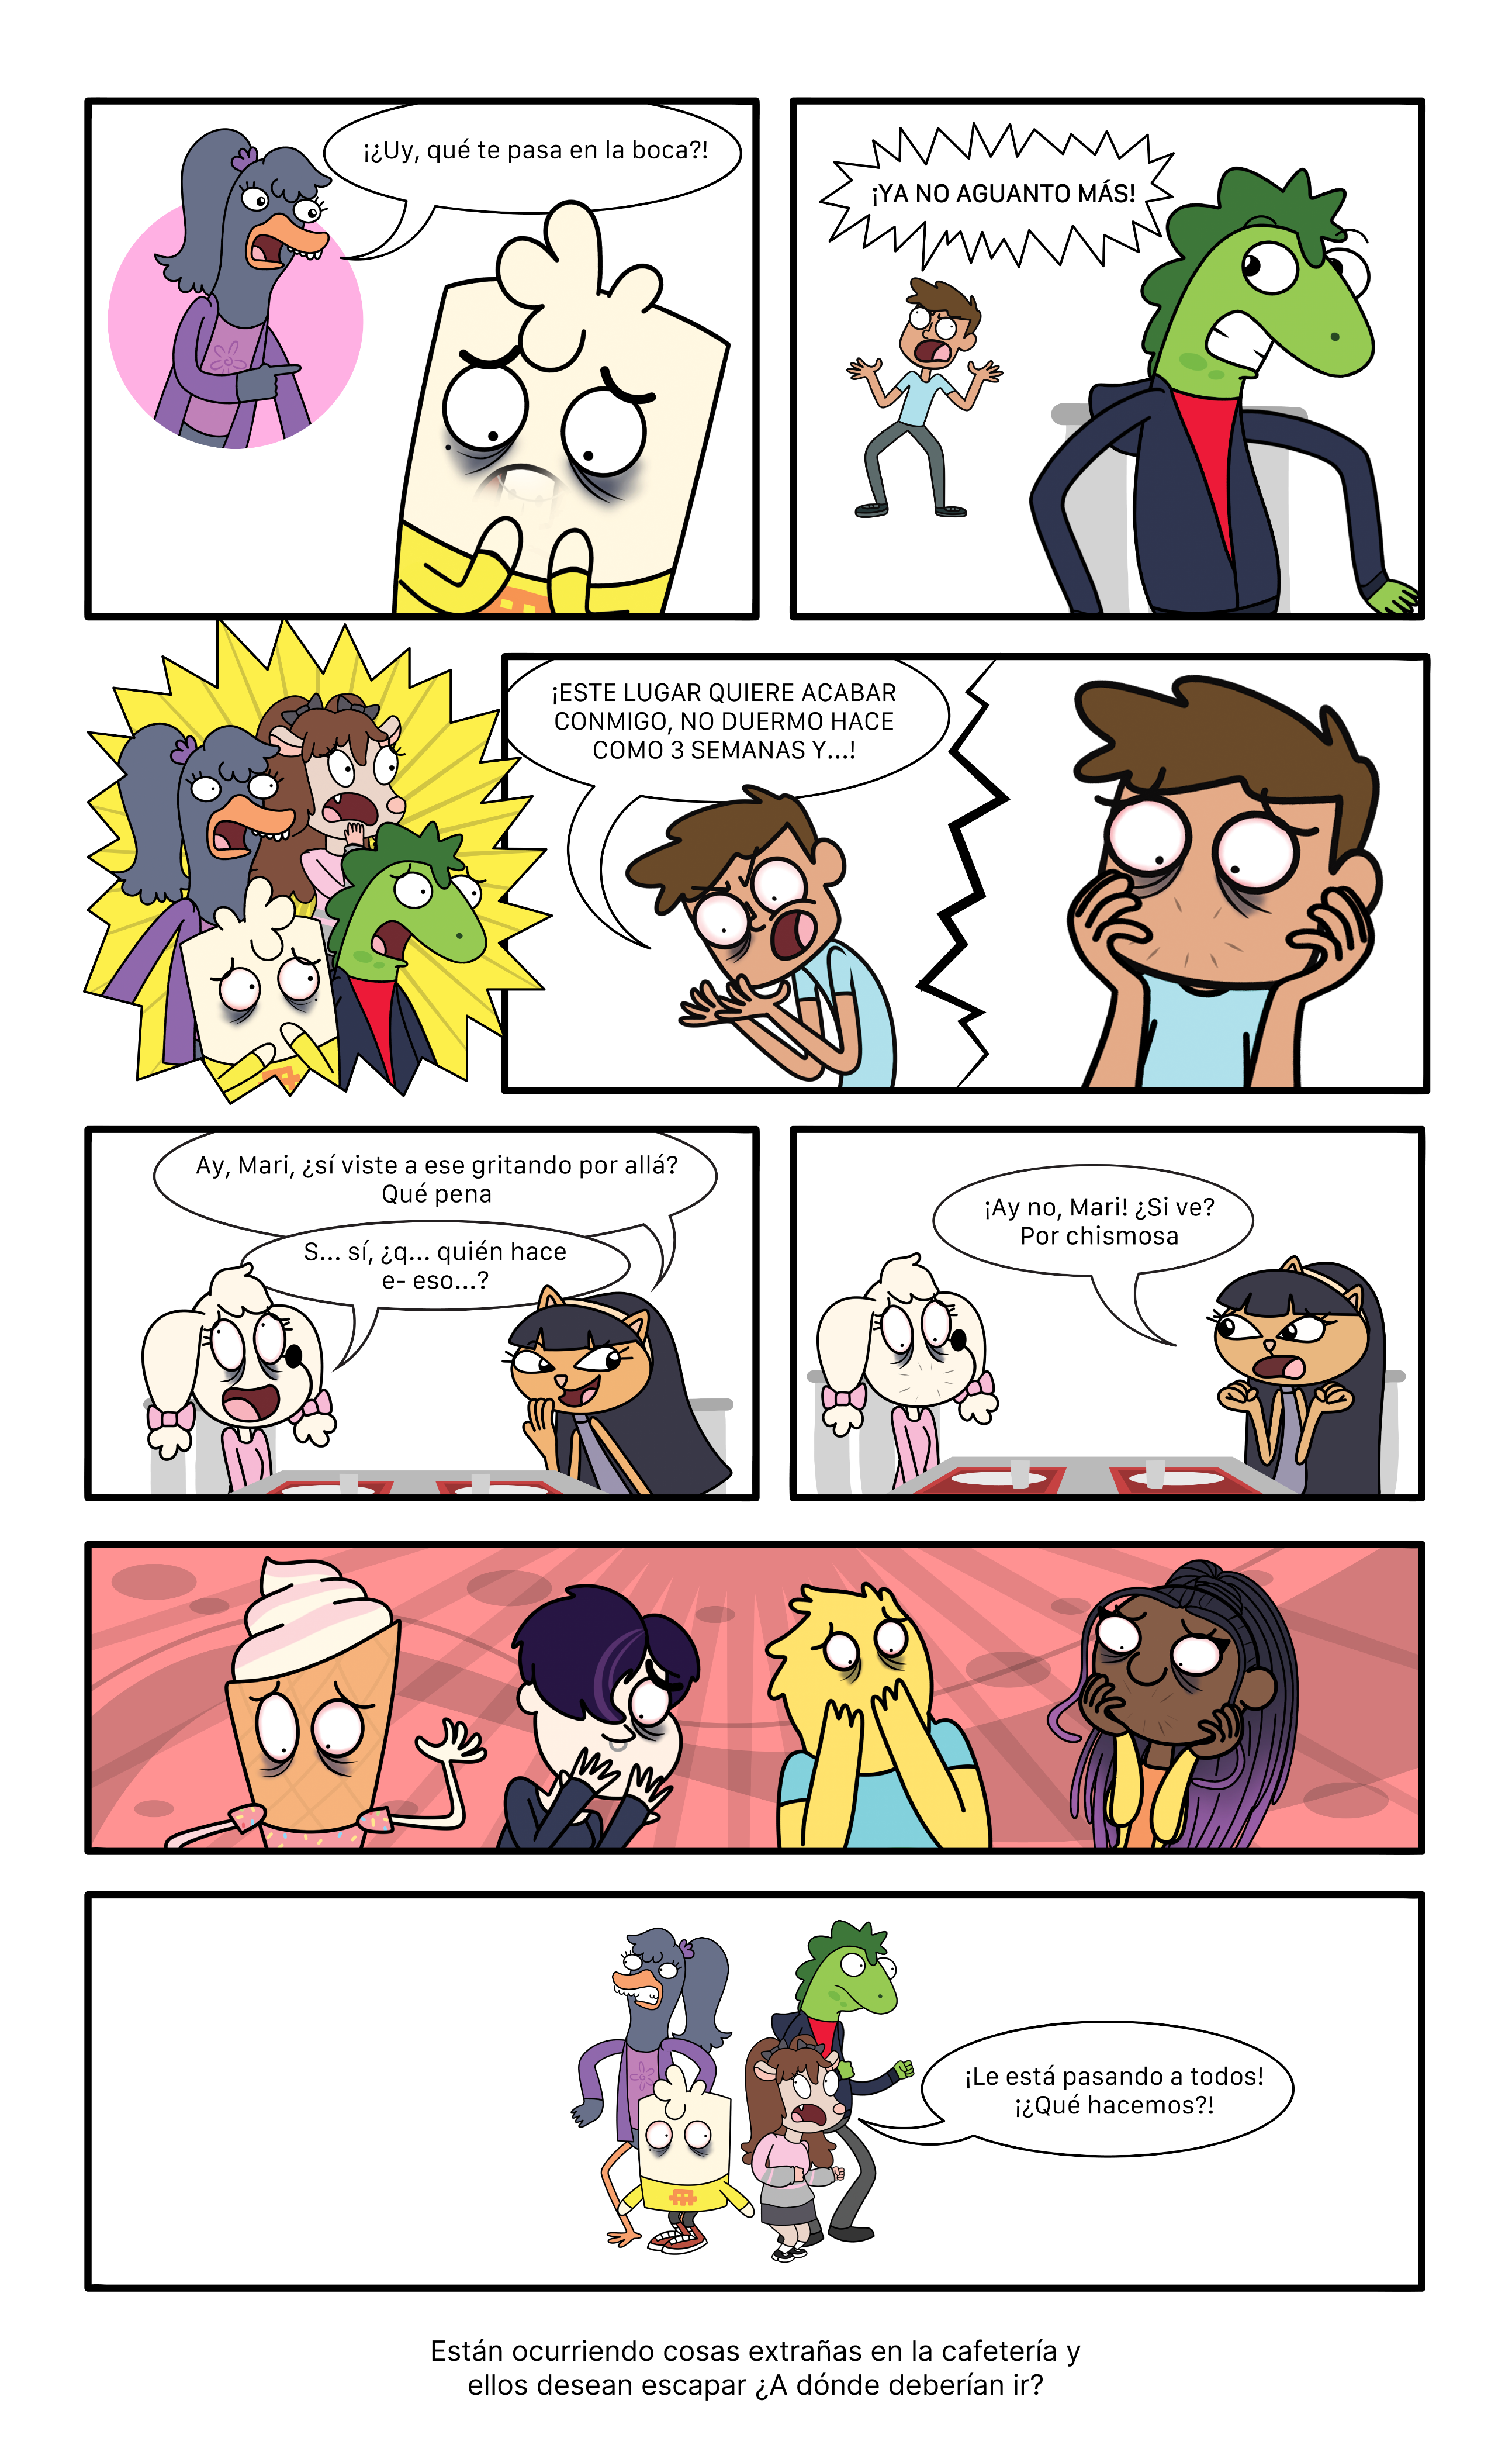 ¡¿Uy, qué te pasa en la boca?!
¡YA NO AGUANTO MÁS!
¡ESTE LUGAR QUIERE ACABAR
CONMIGO, NO DUERMO HACE
COMO 3 SEMANAS Y...!
Ay, Mari, ¿sí viste a ese gritando por allá?
Qué pena
S... sí, ¿q... quién hace
e- eso...?
¡Ay no, Mari! ¿Si ve?
Por chismosa
¡Le está pasando a todos!
¡¿Qué hacemos?!
Están ocurriendo cosas extrañas en la cafetería y
ellos desean escapar ¿A dónde deberían ir?